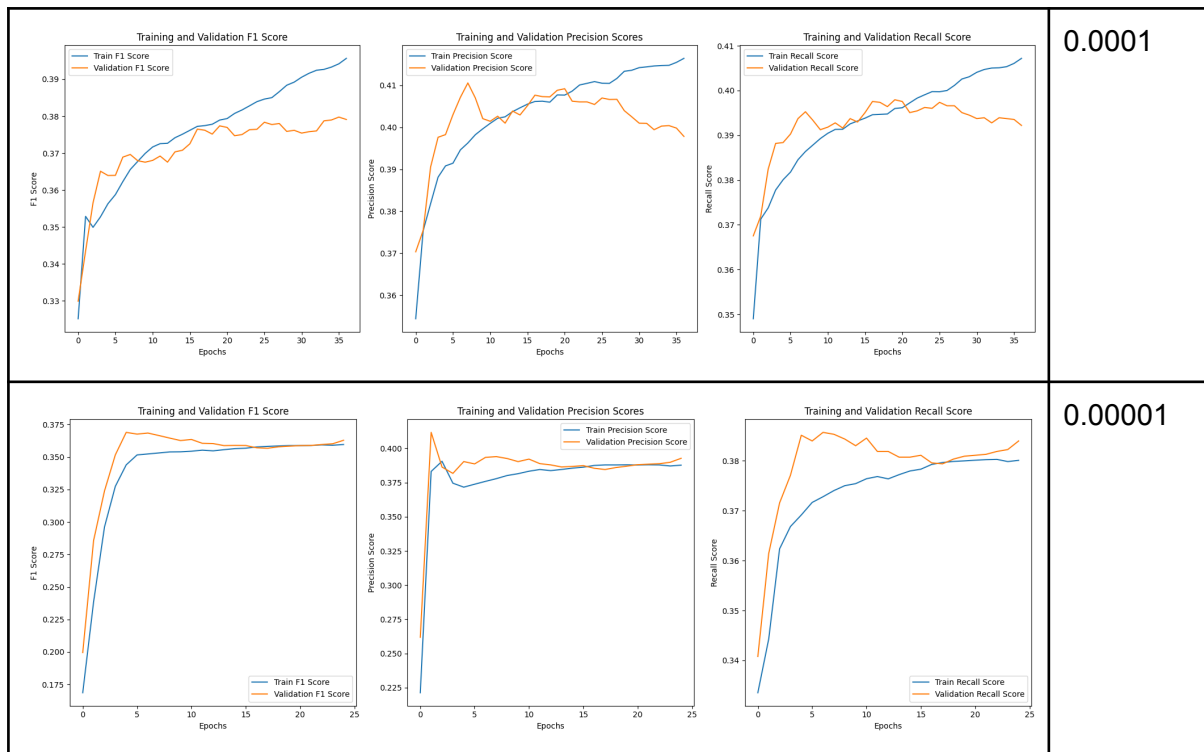 Training and Validation F1 Score
Train F1 Score
Validation F1 Score
0.39
0.38
0.37
0.36
0.35
0.34
0.33
F1 Score
0 5 10 15 20 25 30 35
Epochs
Training and Validation Precision Scores
Train Precision Score
Validation Precision Score
0.41
0.40
0.39
0.38
0.37
0.36
Precision Score
0 5 10 15 20 25 30 35
Epochs
Training and Validation Recall Score
Train Recall Score
Validation Recall Score
0.41
0.40
0.39
0.38
0.37
0.36
0.35
Recall Score
0 5 10 15 20 25 30 35
Epochs
0.0001
Training and Validation F1 Score
0.375
0.350
0.325
0.300
0.275
0.250
0.225
0.200
0.175
F1 Score
Train F1 Score
Validation F1 Score
0 5 10 15 20 25
Epochs
Training and Validation Precision Scores
Train Precision Score
Validation Precision Score
0.400
0.375
0.350
0.325
0.300
0.275
0.250
0.225
Precision Score
0 5 10 15 20 25
Epochs
Training and Validation Recall Score
0.38
0.37
0.36
0.35
0.34
Recall Score
Train Recall Score
Validation Recall Score
0 5 10 15 20 25
Epochs
0.00001